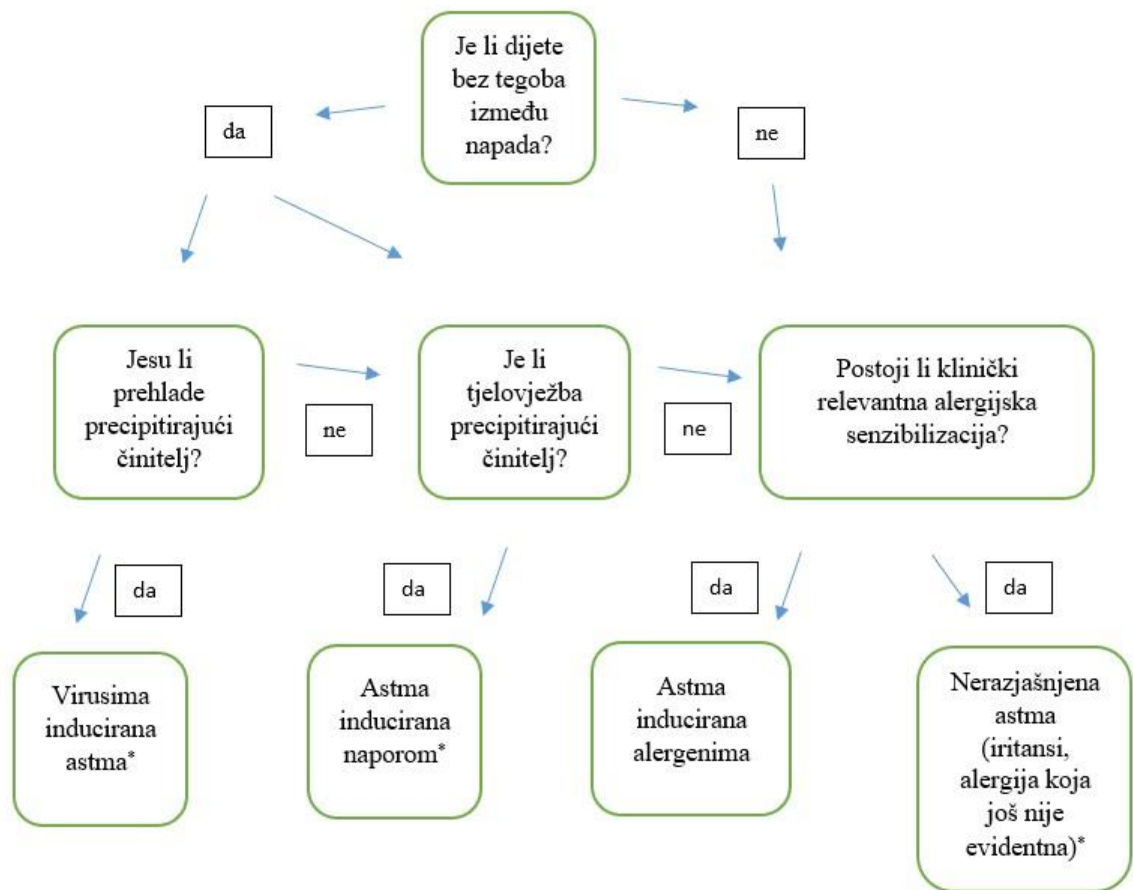 Je li dijete
bez tegoba
između
napada?
da
ne
Jesu li
prehlade
precipitirajući
činitelj?
ne
Je li
tjelovježba
precipitirajući
činitelj?
ne
Postoji li klinički
relevantna alergijska
senzibilizacija?
da
da
da
da
Virusima
inducirana
astma*
Astma
inducirana
naporom*
Astma
inducirana
alergenima
Nerazjašnjena
astma
(iritansi,
alergija koja
još nije
evidentna)*